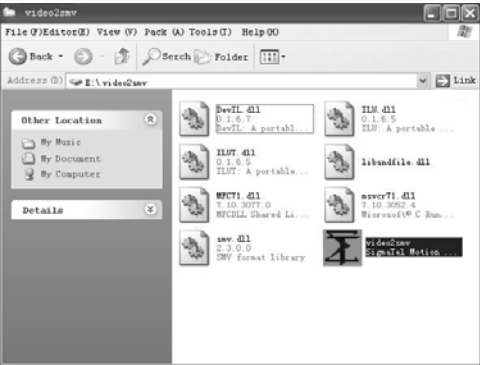 video2smv
File(F)Editor(E) View (V) Pack (A) Tools(T) Help(H)
Back
Serch Folder
Address (D) E:\ video2smv Link
Other Location
My Music
My Document
My Computer
Details
DevIL.dll
0.1.6.7
DevIL: A portabl...
ILU.dll
0.1.6.5
ILU: A portable ...
ILUT.dll
0.1.6.5
ILUT: A portable...
libsndfile.dll
MFC71.dll
7.10.3077.0
MFCDLL Shared Li...
msvcr71.dll
7.10.3052.4
Microsoft® C Run...
smv.dll
2.3.0.0
SMV format library
video2smv
SigmaTel Motion ...